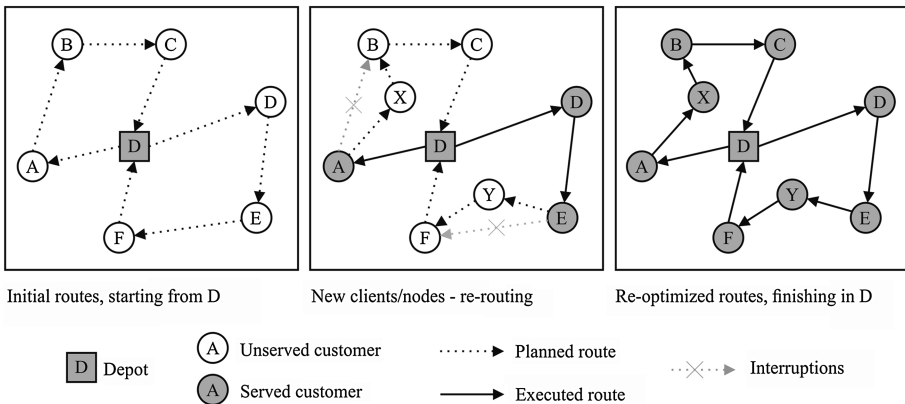 B
C
D
D
A
E
F
B
C
X
D
D
A
Y
E
F
B
C
X
D
D
A
Y
E
F
Initial routes, starting from D
New clients/nodes - re-routing
Re-optimized routes, finishing in D
D
Depot
A
Unserved customer
Planned route
Interruptions
A
Served customer
Executed route